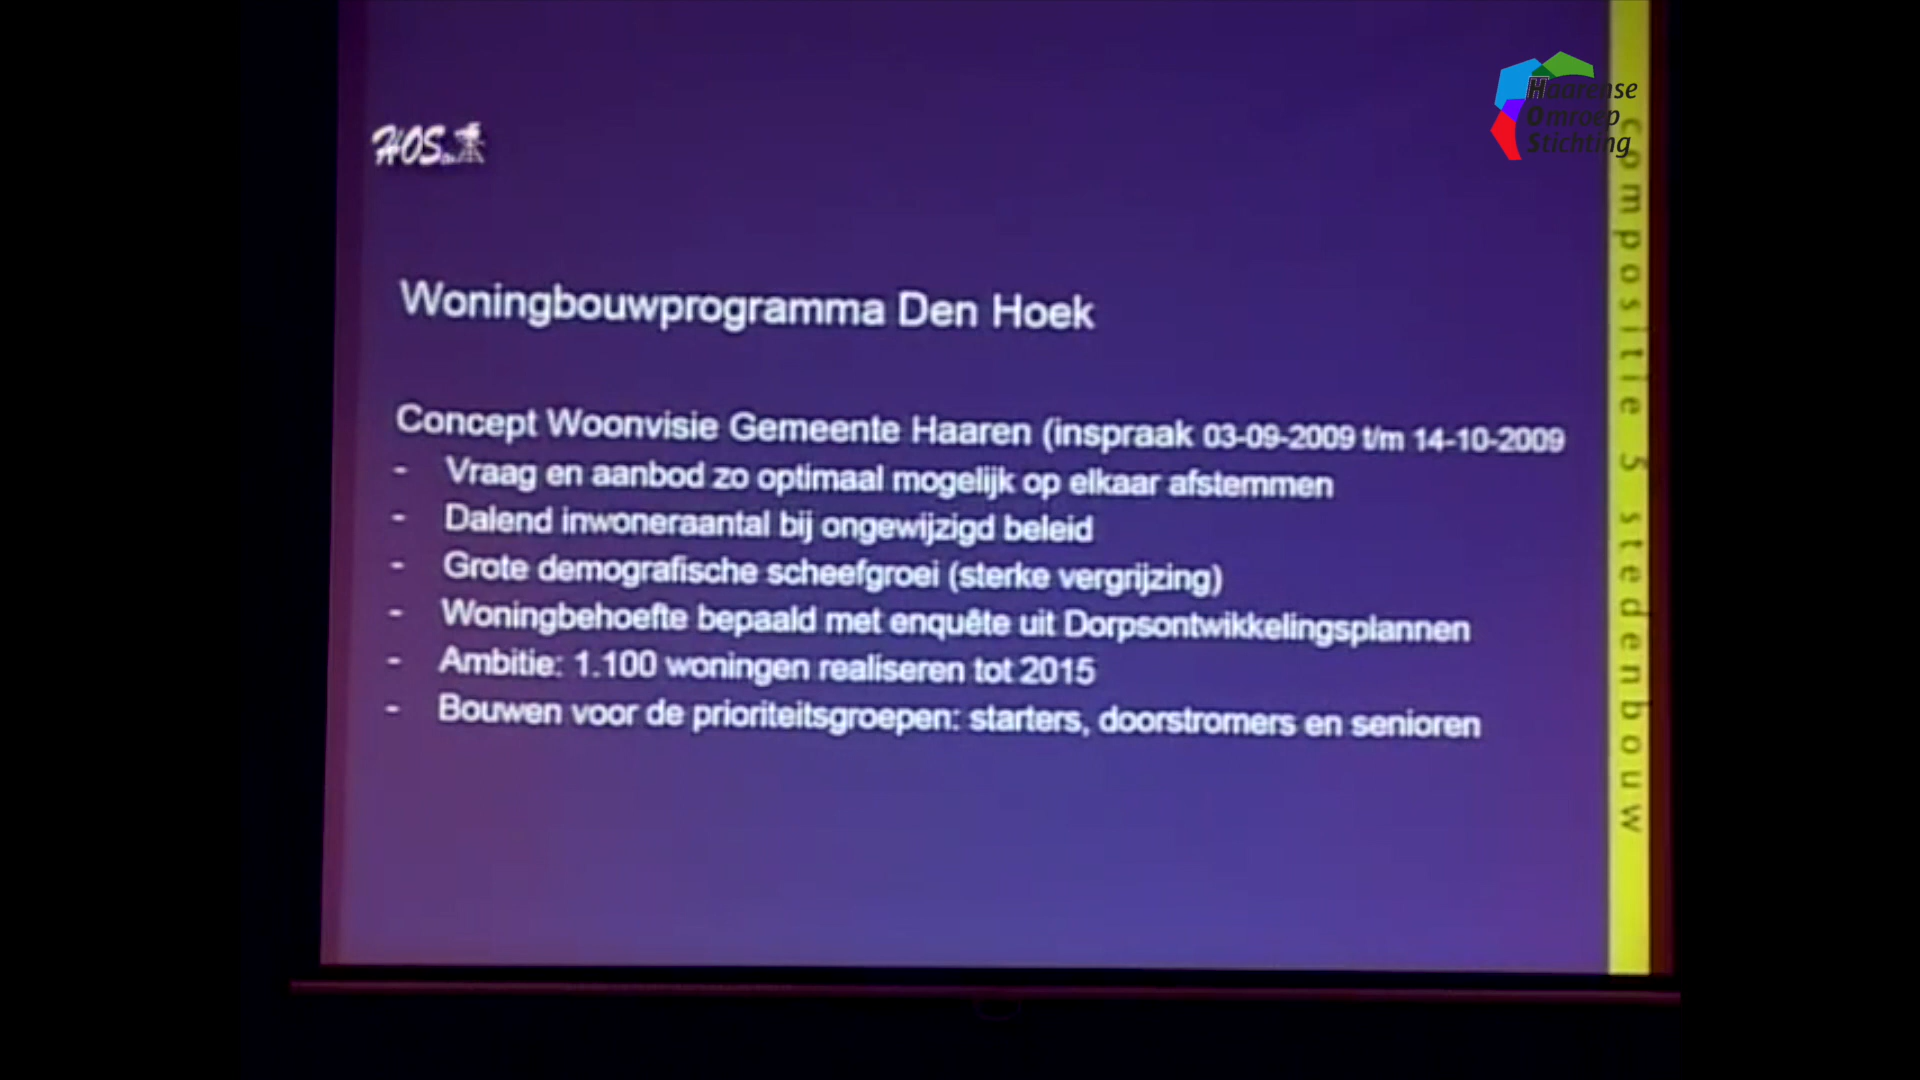 HOS
Haarense
Omroep
Stichting
Woningbouwprogramma Den Hoek
Concept Woonvisie Gemeente Haaren (inspraak 03-09-2009 t/m 14-10-2009
- Vraag en aanbod zo optimaal mogelijk op elkaar afstemmen
- Dalend inwoneraantal bij ongewijzigd beleid
- Grote demografische scheefgroei (sterke vergrijzing)
- Woningbehoefte bepaald met enquête uit Dorpsontwikkelingsplannen
- Ambitie: 1.100 woningen realiseren tot 2015
- Bouwen voor de prioriteitsgroepen: starters, doorstromers en senioren
compositie 5 stedenbouw